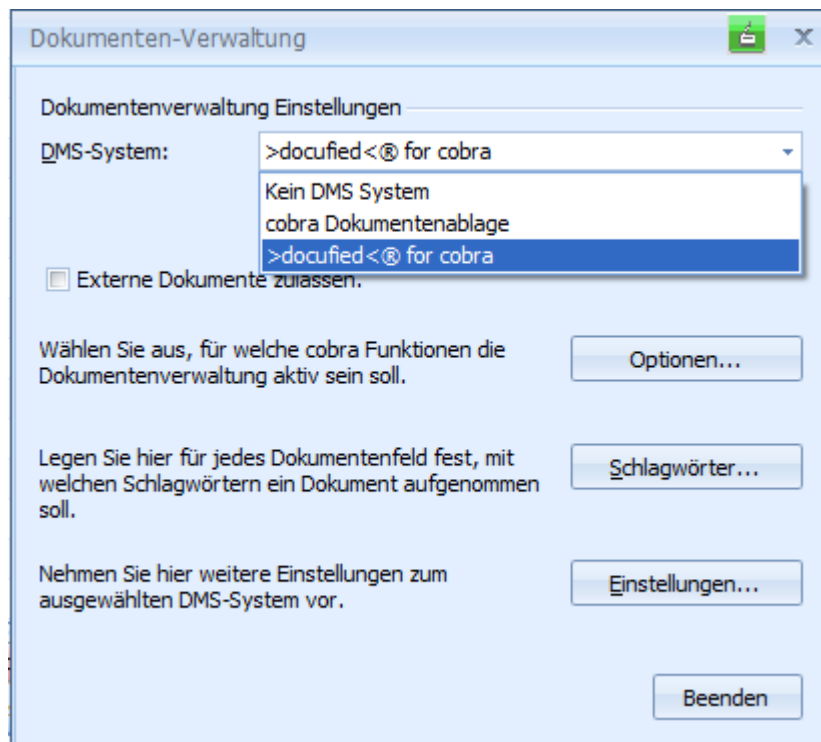 Dokumenten-Verwaltung
Dokumentenverwaltung Einstellungen
DMS-System:
>docufied<® for cobra
Kein DMS System
cobra Dokumentenablage
>docufied<® for cobra
Externe Dokumente zulassen.
Wählen Sie aus, für welche cobra Funktionen die
Dokumentenverwaltung aktiv sein soll.
Optionen...
Legen Sie hier für jedes Dokumentenfeld fest, mit
welchen Schlagwörtern ein Dokument aufgenommen
soll.
Schlagwörter...
Nehmen Sie hier weitere Einstellungen zum
ausgewählten DMS-System vor.
Einstellungen...
Beenden